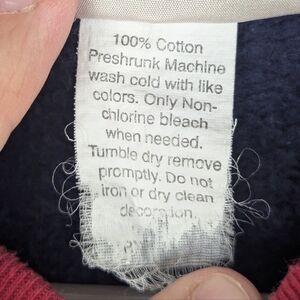 100% Cotton
Preshrunk Machine
wash cold with like
colors. Only Non-
chlorine bleach
when needed.
Tumble dry remove
promptly. Do not
iron or dry clean
decoration.